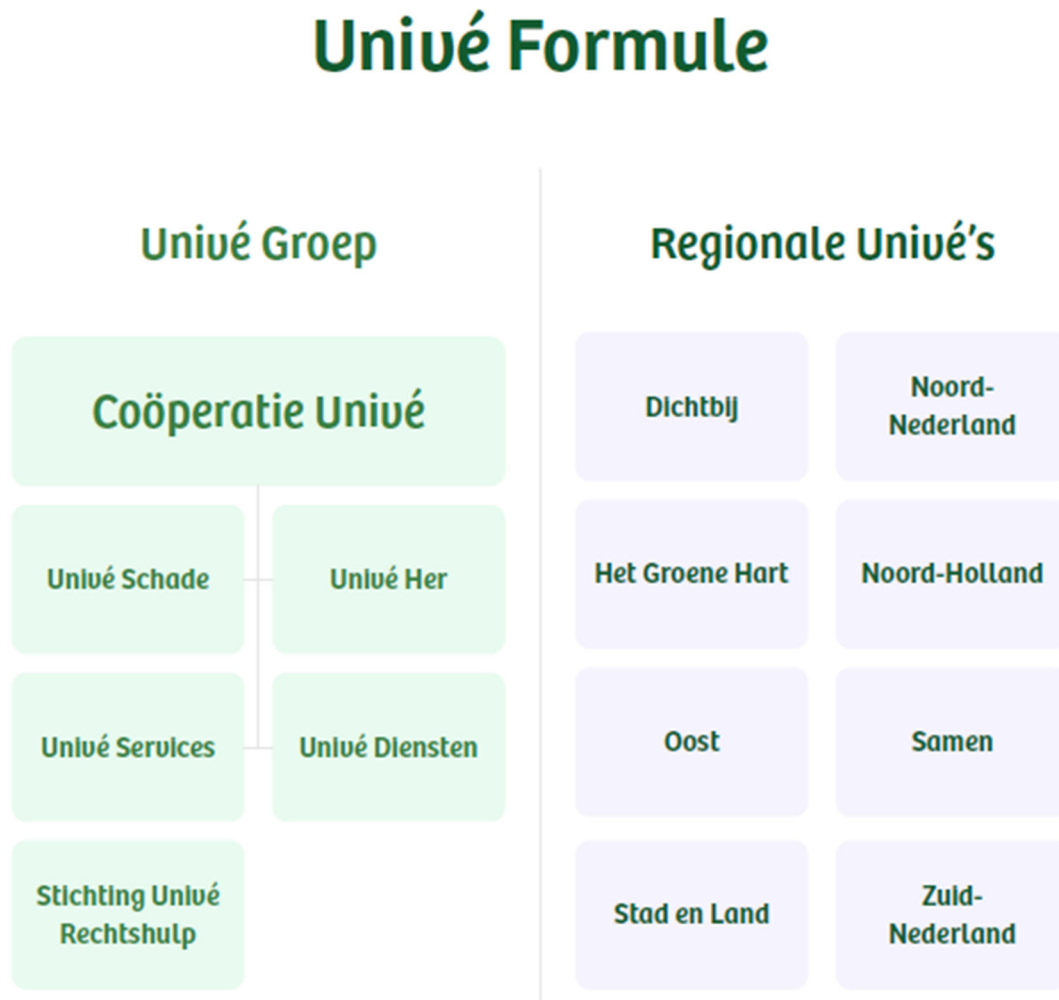 Univé Formule
Univé Groep
Coöperatie Univé
Univé Schade
Univé Her
Univé Services
Univé Diensten
Stichting Univé
Rechtshulp
Regionale Univé’s
Dichtbij
Noord-
Nederland
Het Groene Hart
Noord-Holland
Oost
Samen
Stad en Land
Zuid-
Nederland